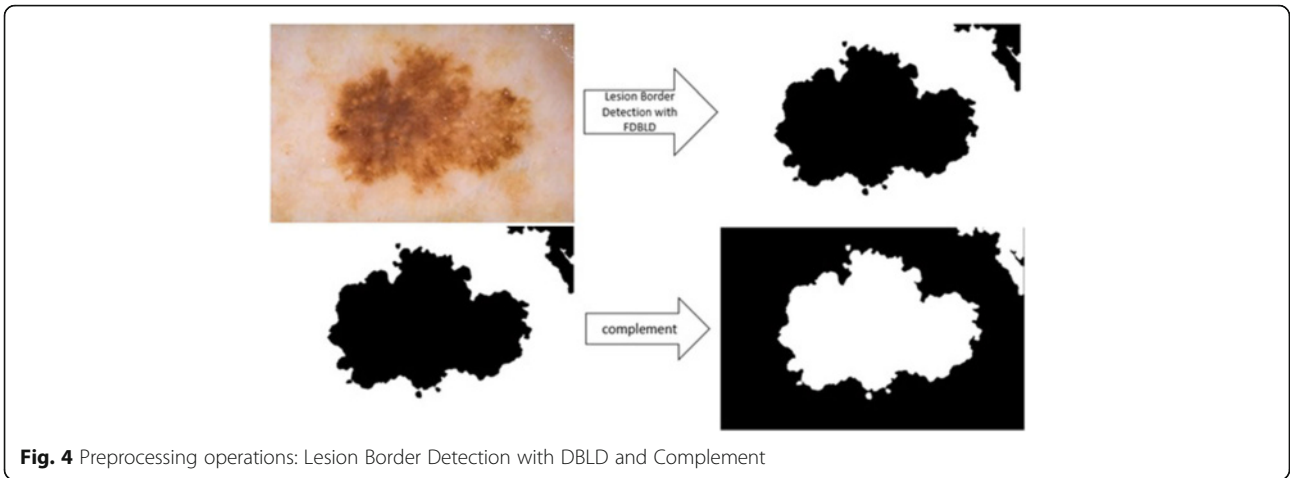 Lesion Border
Detection with
FDBLD
complement
Fig. 4 Preprocessing operations: Lesion Border Detection with DBLD and Complement